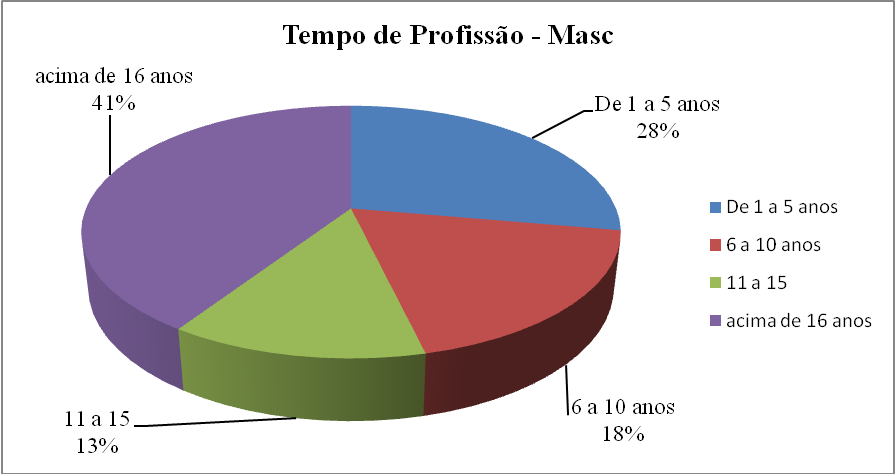 Tempo de Profissão - Masc
acima de 16 anos
41%
De 1 a 5 anos
28%
De 1 a 5 anos
6 a 10 anos
11 a 15
acima de 16 anos
11 a 15
13%
6 a 10 anos
18%